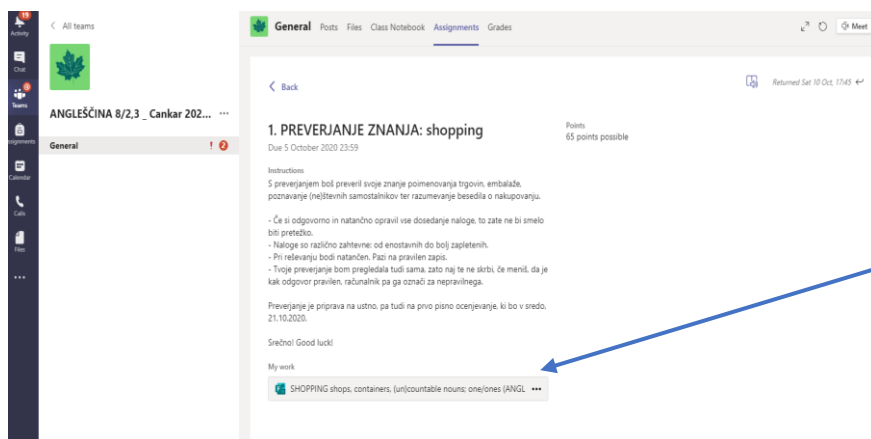 19
Activity
Chat
Teams
Assignments
Calendar
Calls
Files
All teams
ANGLEŠČINA 8/2,3 _ Cankar 202...
General
! 2
General Posts Files Class Notebook Assignments Grades
Meet
Back
Returned Sat 10 Oct, 17:45
1. PREVERJANJE ZNANJA: shopping
Due 5 October 2020 23:59
Points
65 points possible
Instructions
S preverjanjem boš preveril svoje znanje poimenovanja trgovin, embalaže,
poznavanje (ne)števnih samostalnikov ter razumevanje besedila o nakupovanju.
- Če si odgovorno in natančno opravil vse dosedanje naloge, to zate ne bi smelo
biti pretežko.
- Naloge so različno zahtevne: od enostavnih do bolj zapletenih.
- Pri reševanju bodi natančen. Pazi na pravilen zapis.
- Tvoje preverjanje bom pregledala tudi sama, zato naj te ne skrbi, če meniš, da je
kak odgovor pravilen, računalnik pa ga označi za nepravilnega.
Preverjanje je priprava na ustno, pa tudi na prvo pisno ocenjevanje, ki bo v sredo,
21.10.2020.
Srečno! Good luck!
My work
SHOPPING shops, containers, (un)countable nouns; one/ones (ANGL